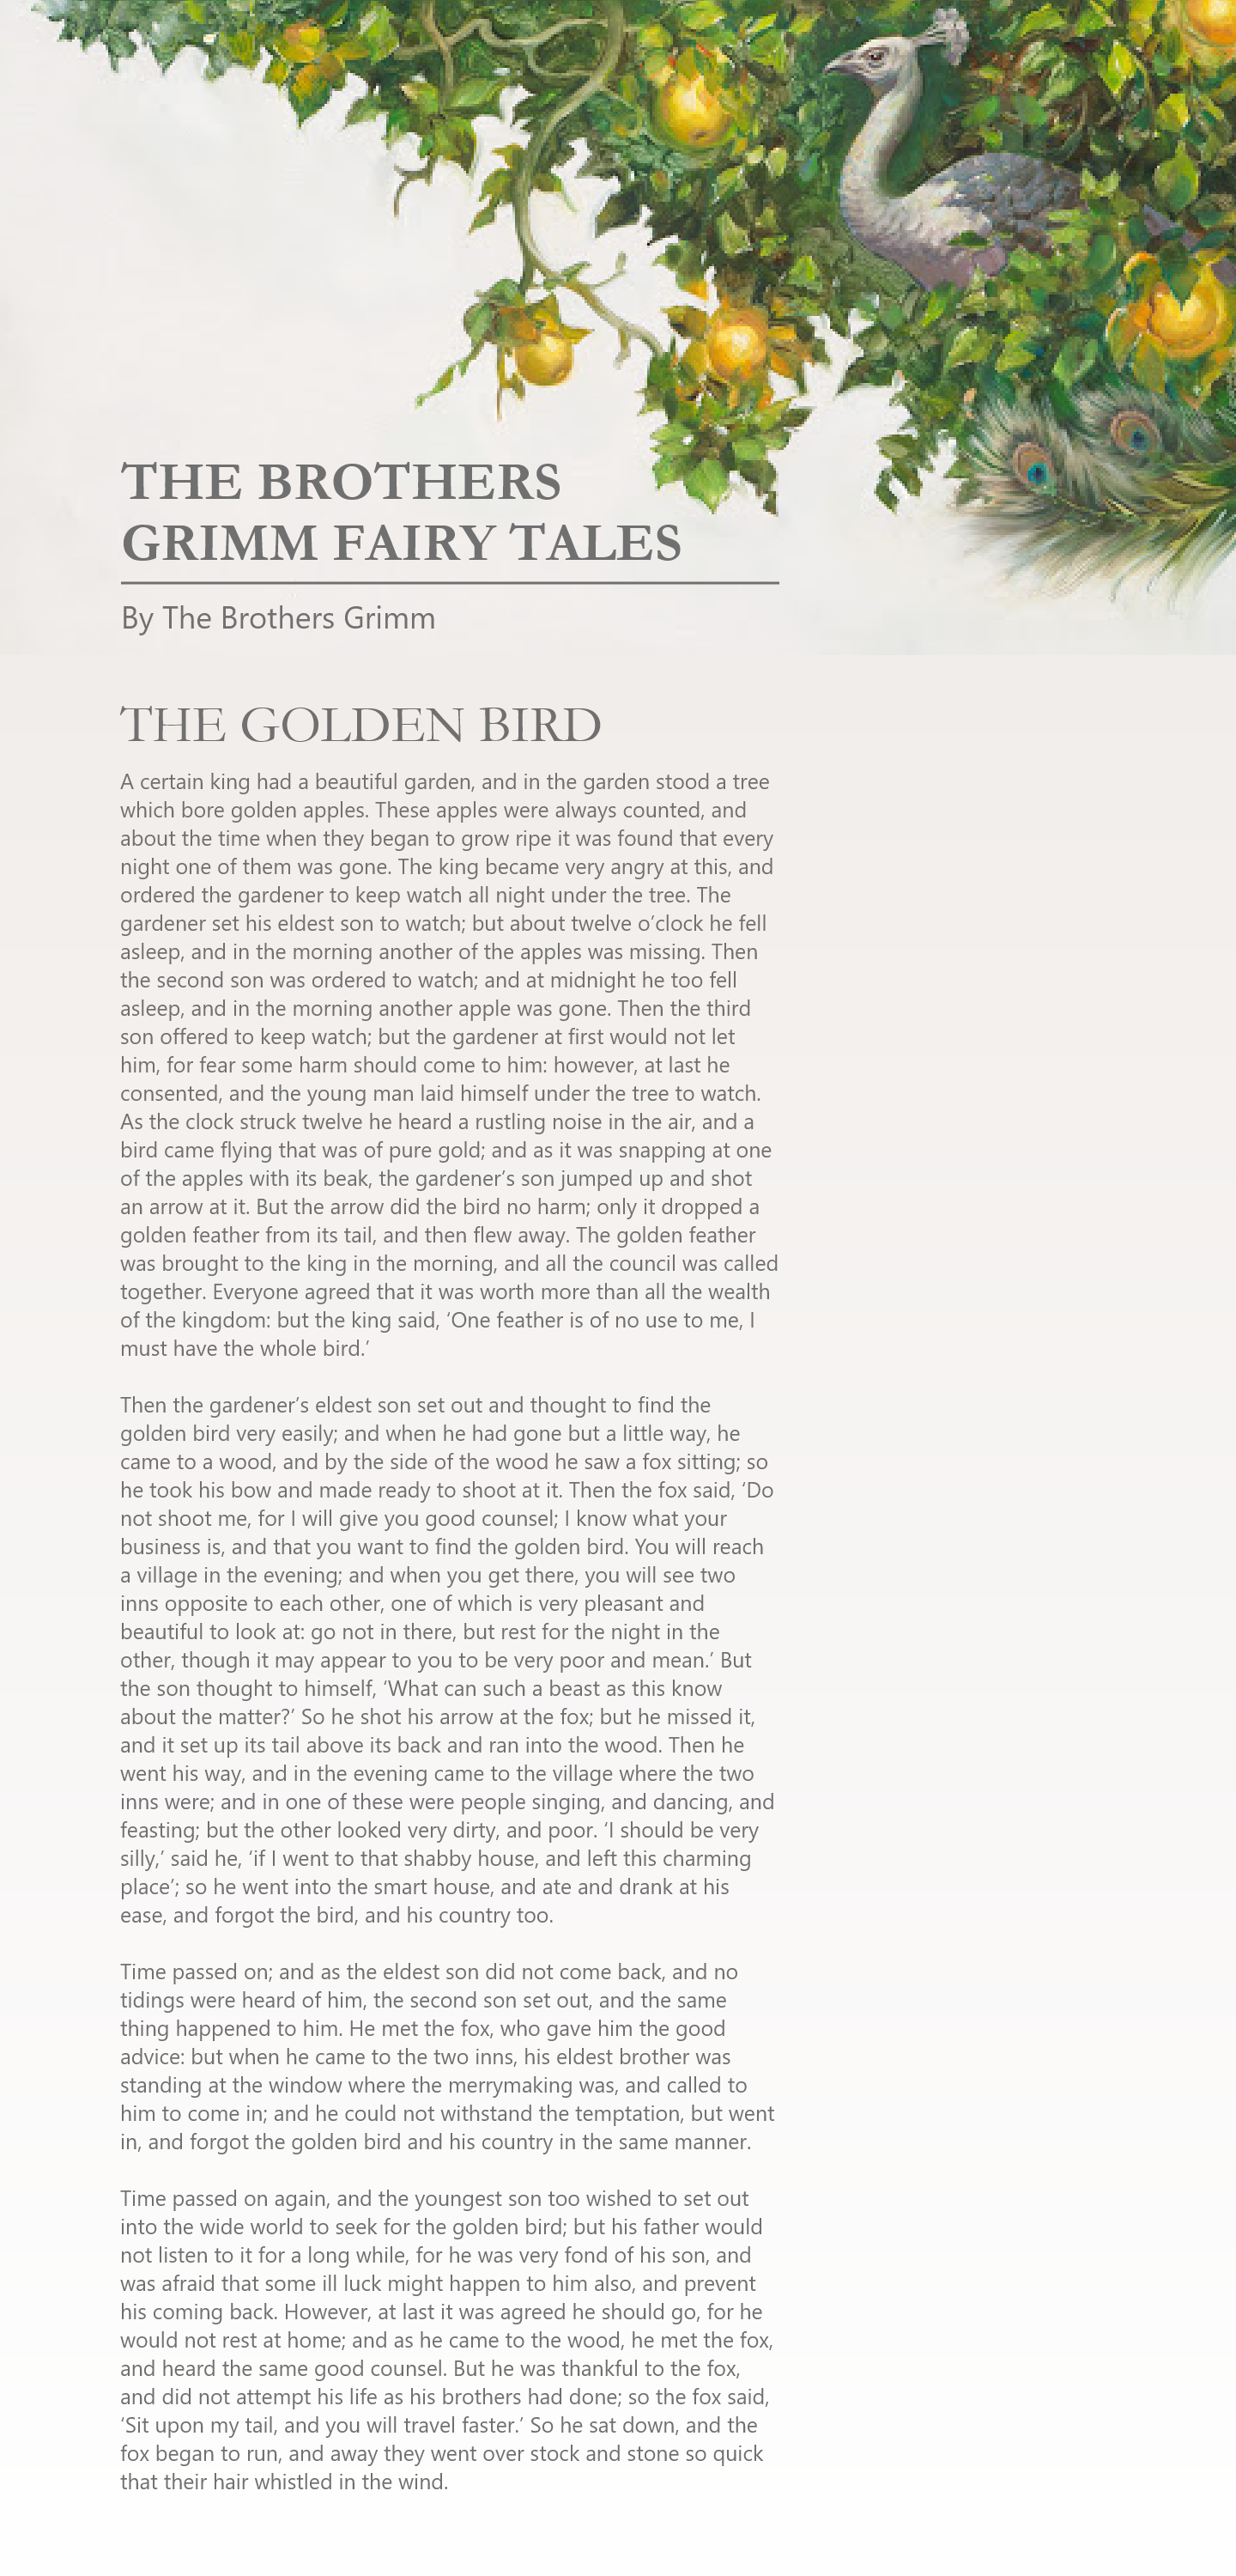 THE BROTHERS
GRIMM FAIRY TALES
By The Brothers Grimm
THE GOLDEN BIRD
A certain king had a beautiful garden, and in the garden stood a tree
which bore golden apples. These apples were always counted, and
about the time when they began to grow ripe it was found that every
night one of them was gone. The king became very angry at this, and
ordered the gardener to keep watch all night under the tree. The
gardener set his eldest son to watch; but about twelve o’clock he fell
asleep, and in the morning another of the apples was missing. Then
the second son was ordered to watch; and at midnight he too fell
asleep, and in the morning another apple was gone. Then the third
son offered to keep watch; but the gardener at first would not let
him, for fear some harm should come to him: however, at last he
consented, and the young man laid himself under the tree to watch.
As the clock struck twelve he heard a rustling noise in the air, and a
bird came flying that was of pure gold; and as it was snapping at one
of the apples with its beak, the gardener’s son jumped up and shot
an arrow at it. But the arrow did the bird no harm; only it dropped a
golden feather from its tail, and then flew away. The golden feather
was brought to the king in the morning, and all the council was called
together. Everyone agreed that it was worth more than all the wealth
of the kingdom: but the king said, ‘One feather is of no use to me, I
must have the whole bird.’
Then the gardener’s eldest son set out and thought to find the
golden bird very easily; and when he had gone but a little way, he
came to a wood, and by the side of the wood he saw a fox sitting; so
he took his bow and made ready to shoot at it. Then the fox said, ‘Do
not shoot me, for I will give you good counsel; I know what your
business is, and that you want to find the golden bird. You will reach
a village in the evening; and when you get there, you will see two
inns opposite to each other, one of which is very pleasant and
beautiful to look at: go not in there, but rest for the night in the
other, though it may appear to you to be very poor and mean.’ But
the son thought to himself, ‘What can such a beast as this know
about the matter?’ So he shot his arrow at the fox; but he missed it,
and it set up its tail above its back and ran into the wood. Then he
went his way, and in the evening came to the village where the two
inns were; and in one of these were people singing, and dancing, and
feasting; but the other looked very dirty, and poor. ‘I should be very
silly,’ said he, ‘if I went to that shabby house, and left this charming
place’; so he went into the smart house, and ate and drank at his
ease, and forgot the bird, and his country too.
Time passed on; and as the eldest son did not come back, and no
tidings were heard of him, the second son set out, and the same
thing happened to him. He met the fox, who gave him the good
advice: but when he came to the two inns, his eldest brother was
standing at the window where the merrymaking was, and called to
him to come in; and he could not withstand the temptation, but went
in, and forgot the golden bird and his country in the same manner.
Time passed on again, and the youngest son too wished to set out
into the wide world to seek for the golden bird; but his father would
not listen to it for a long while, for he was very fond of his son, and
was afraid that some ill luck might happen to him also, and prevent
his coming back. However, at last it was agreed he should go, for he
would not rest at home; and as he came to the wood, he met the fox,
and heard the same good counsel. But he was thankful to the fox,
and did not attempt his life as his brothers had done; so the fox said,
‘Sit upon my tail, and you will travel faster.’ So he sat down, and the
fox began to run, and away they went over stock and stone so quick
that their hair whistled in the wind.